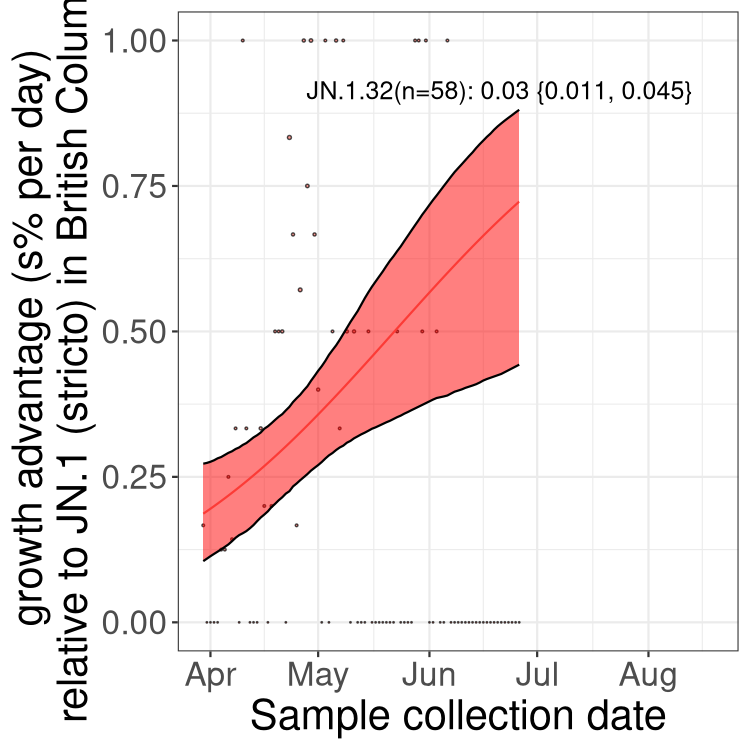 growth advantage (s% per day)
relative to JN.1 (stricto) in British Colum
1.00
0.75
0.50
0.25
0.00
JN.1.32(n=58): 0.03 {0.011, 0.045}
Apr May Jun Jul Aug
Sample collection date